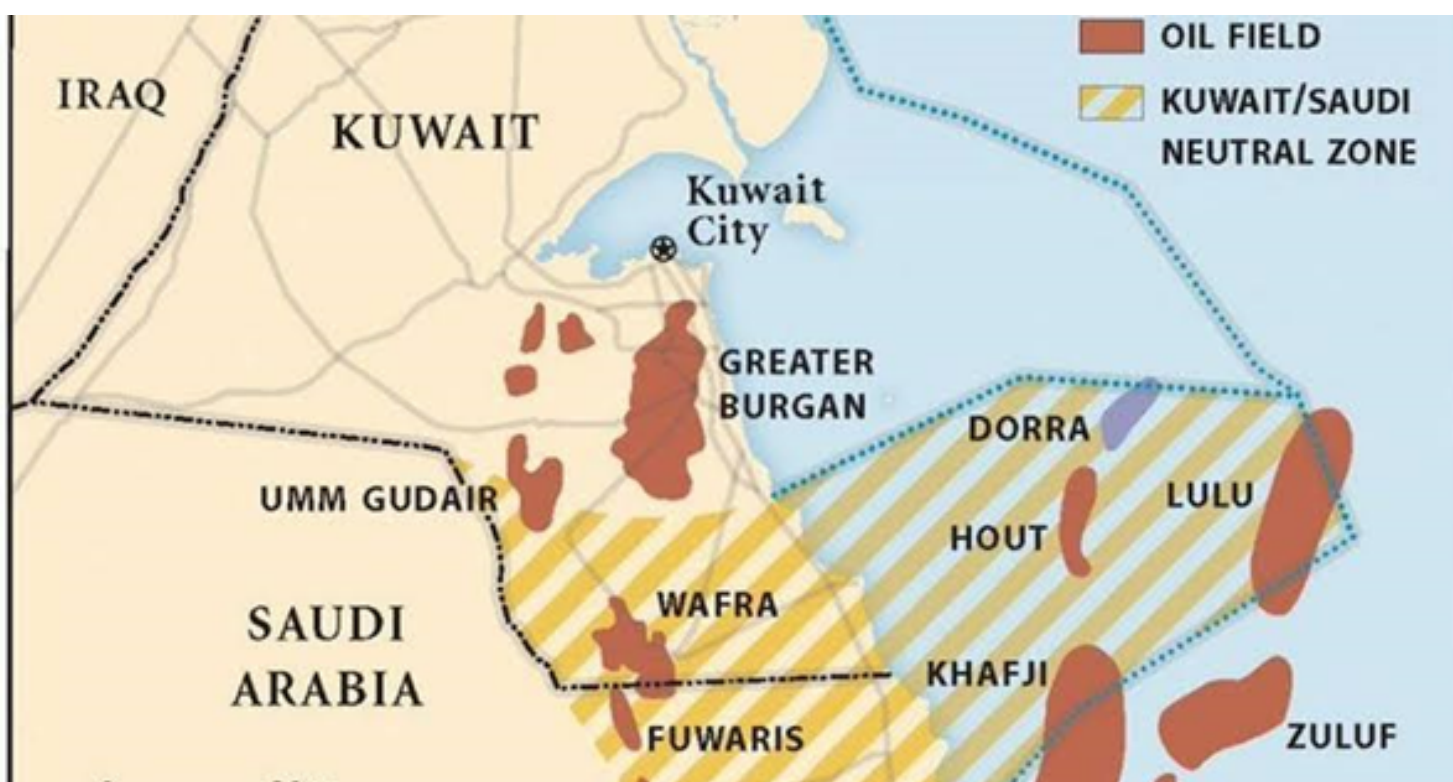 OIL FIELD
KUWAIT/SAUDI
NEUTRAL ZONE
IRAQ
KUWAIT
Kuwait
City
GREATER
BURGAN
DORRA
UMM GUDAIR
LULU
HOUT
WAFRA
SAUDI
ARABIA
KHAFJI
FUWARIS
ZULUF